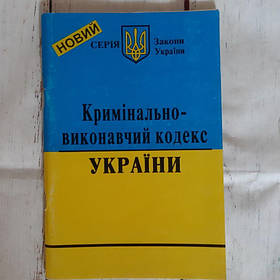 НОВИЙ
СЕРІЯ Закони
України
Кримінально-
виконавчий кодекс
УКРАЇНИ